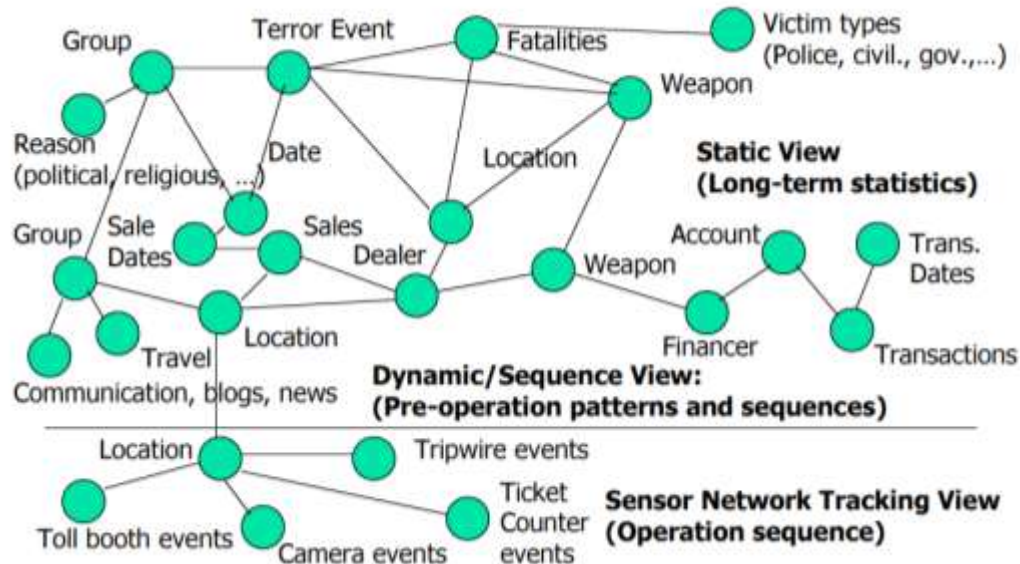 Group
Terror Event
Fatalities
Victim types
(Police, civil., gov.,...)
Weapon
Reason
(political, religious, ...)
Date
Location
Static View
(Long-term statistics)
Group
Sale
Dates
Sales
Dealer
Weapon
Account
Trans.
Dates
Travel
Location
Financer
Transactions
Communication, blogs, news
Dynamic/Sequence View:
(Pre-operation patterns and sequences)
Location
Tripwire events
Toll booth events
Camera events
Ticket
Counter
events
Sensor Network Tracking View
(Operation sequence)